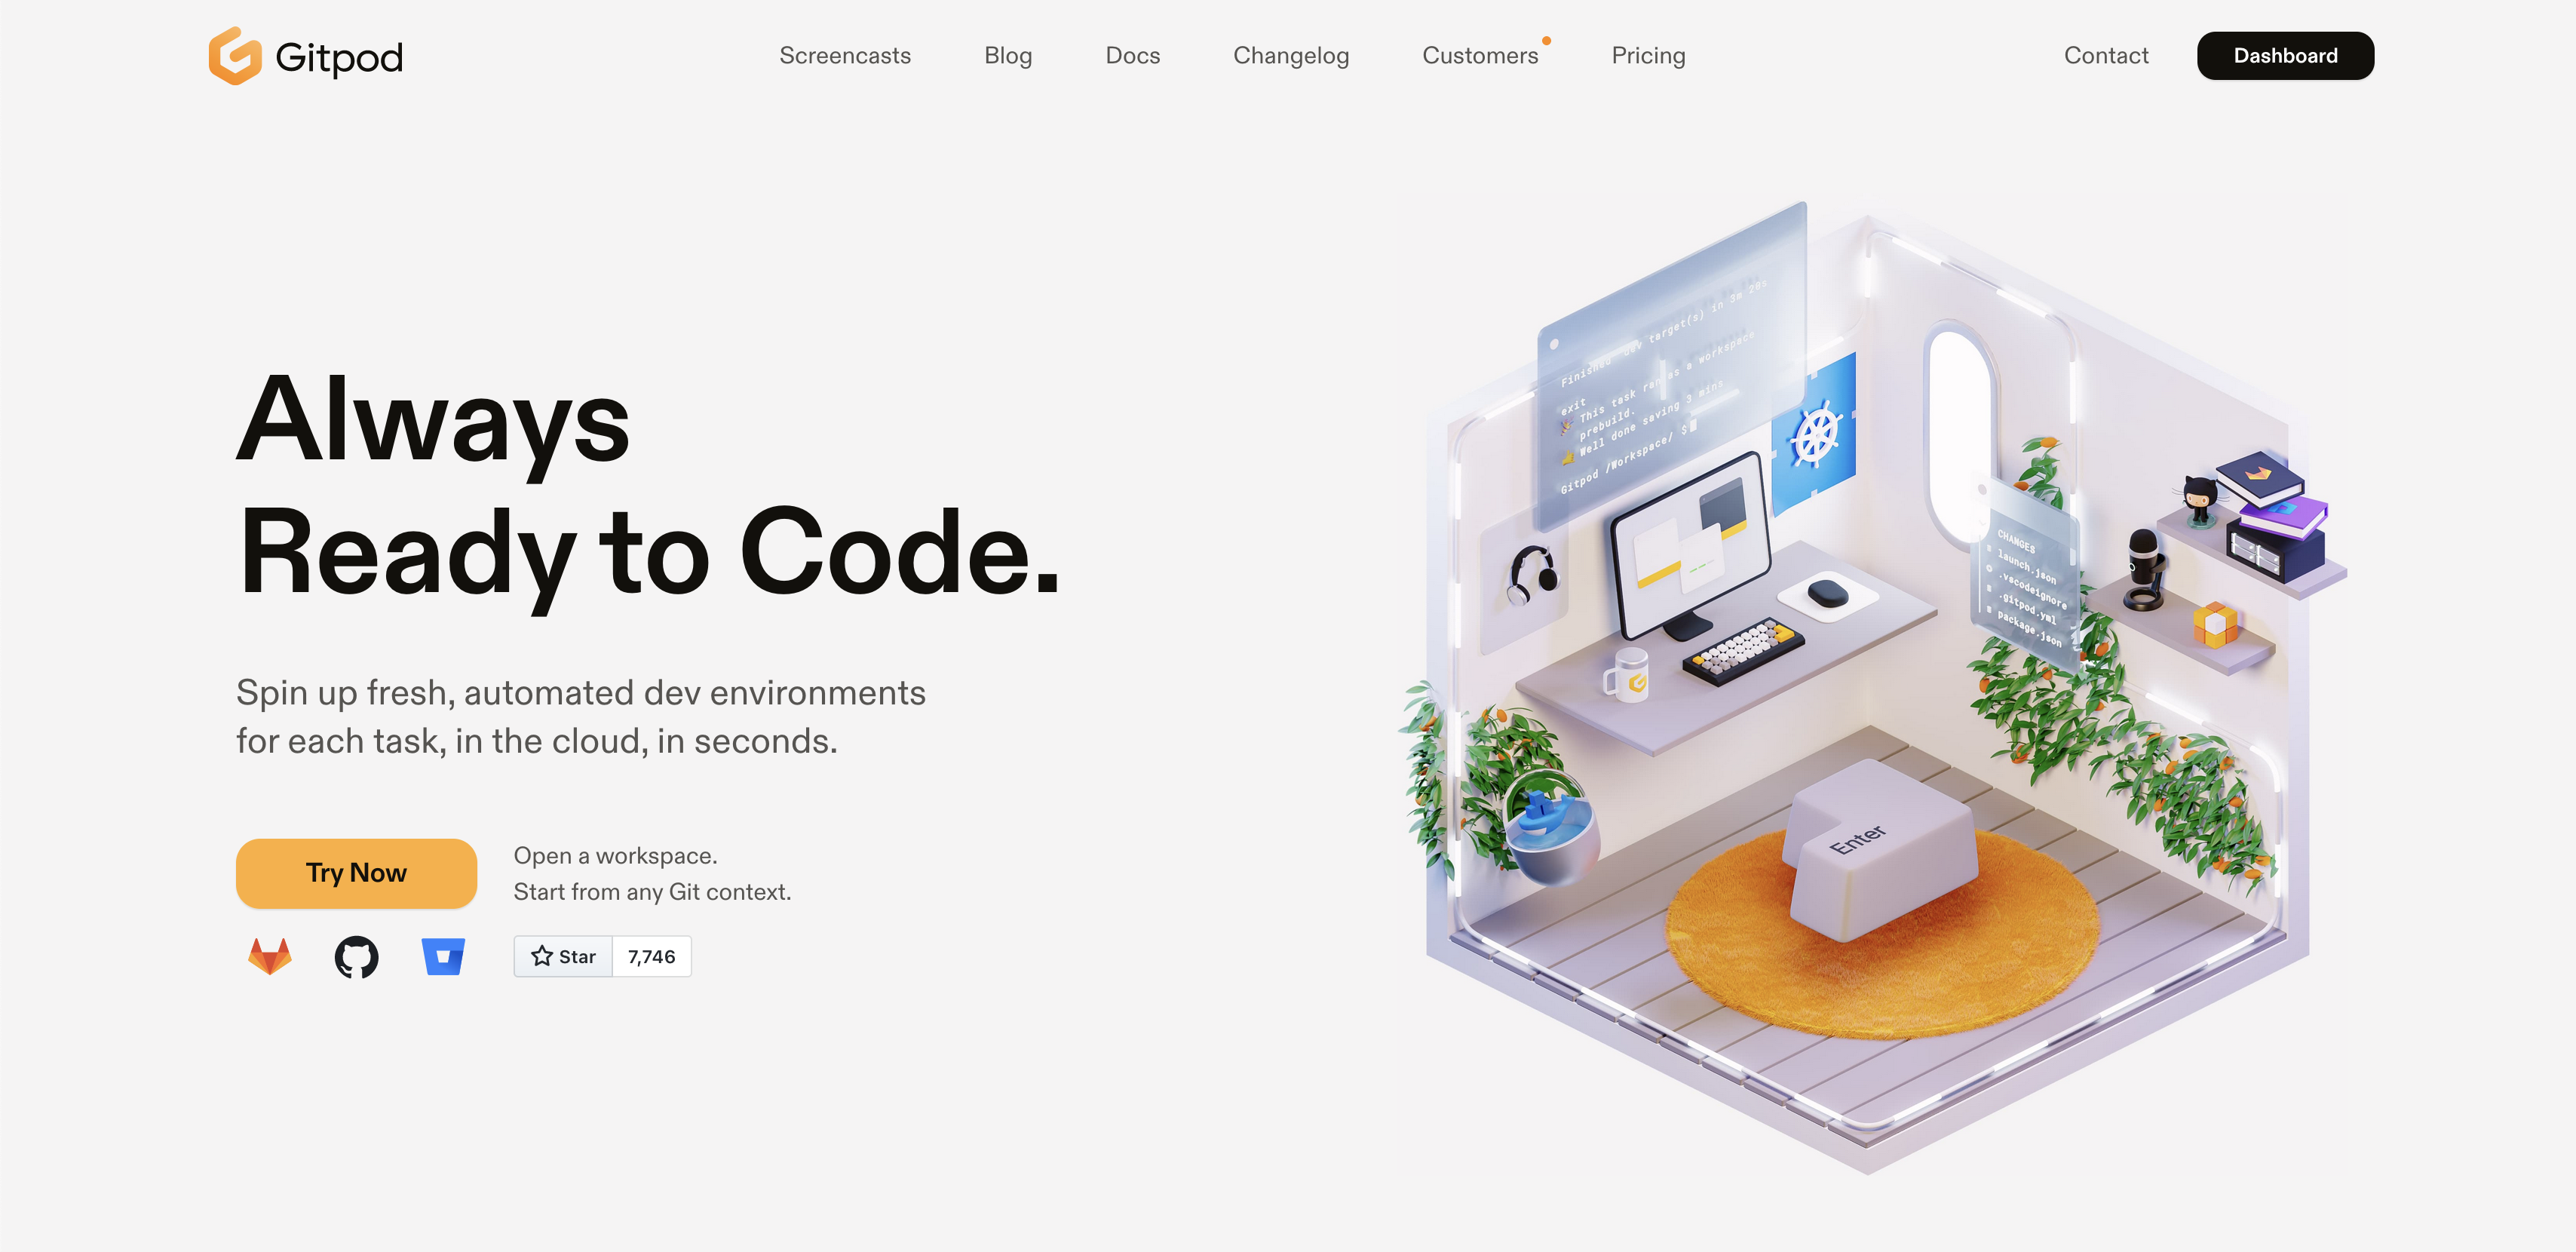 Gitpod
Screencasts
Blog
Docs
Changelog
Customers
Pricing
Contact
Dashboard
Always
Ready to Code.
Spin up fresh, automated dev environments
for each task, in the cloud, in seconds.
Try Now
Open a workspace.
Start from any Git context.
Star
7,746
Finished dev target(s) in 3m 26s
exit
This task ran as a workspace
prebuild.
Well done saving 3 mins
Gitpod /Workspace/ $
CHANGES
launch.json
.vscodeignore
.gitpod.yml
package.json
Enter